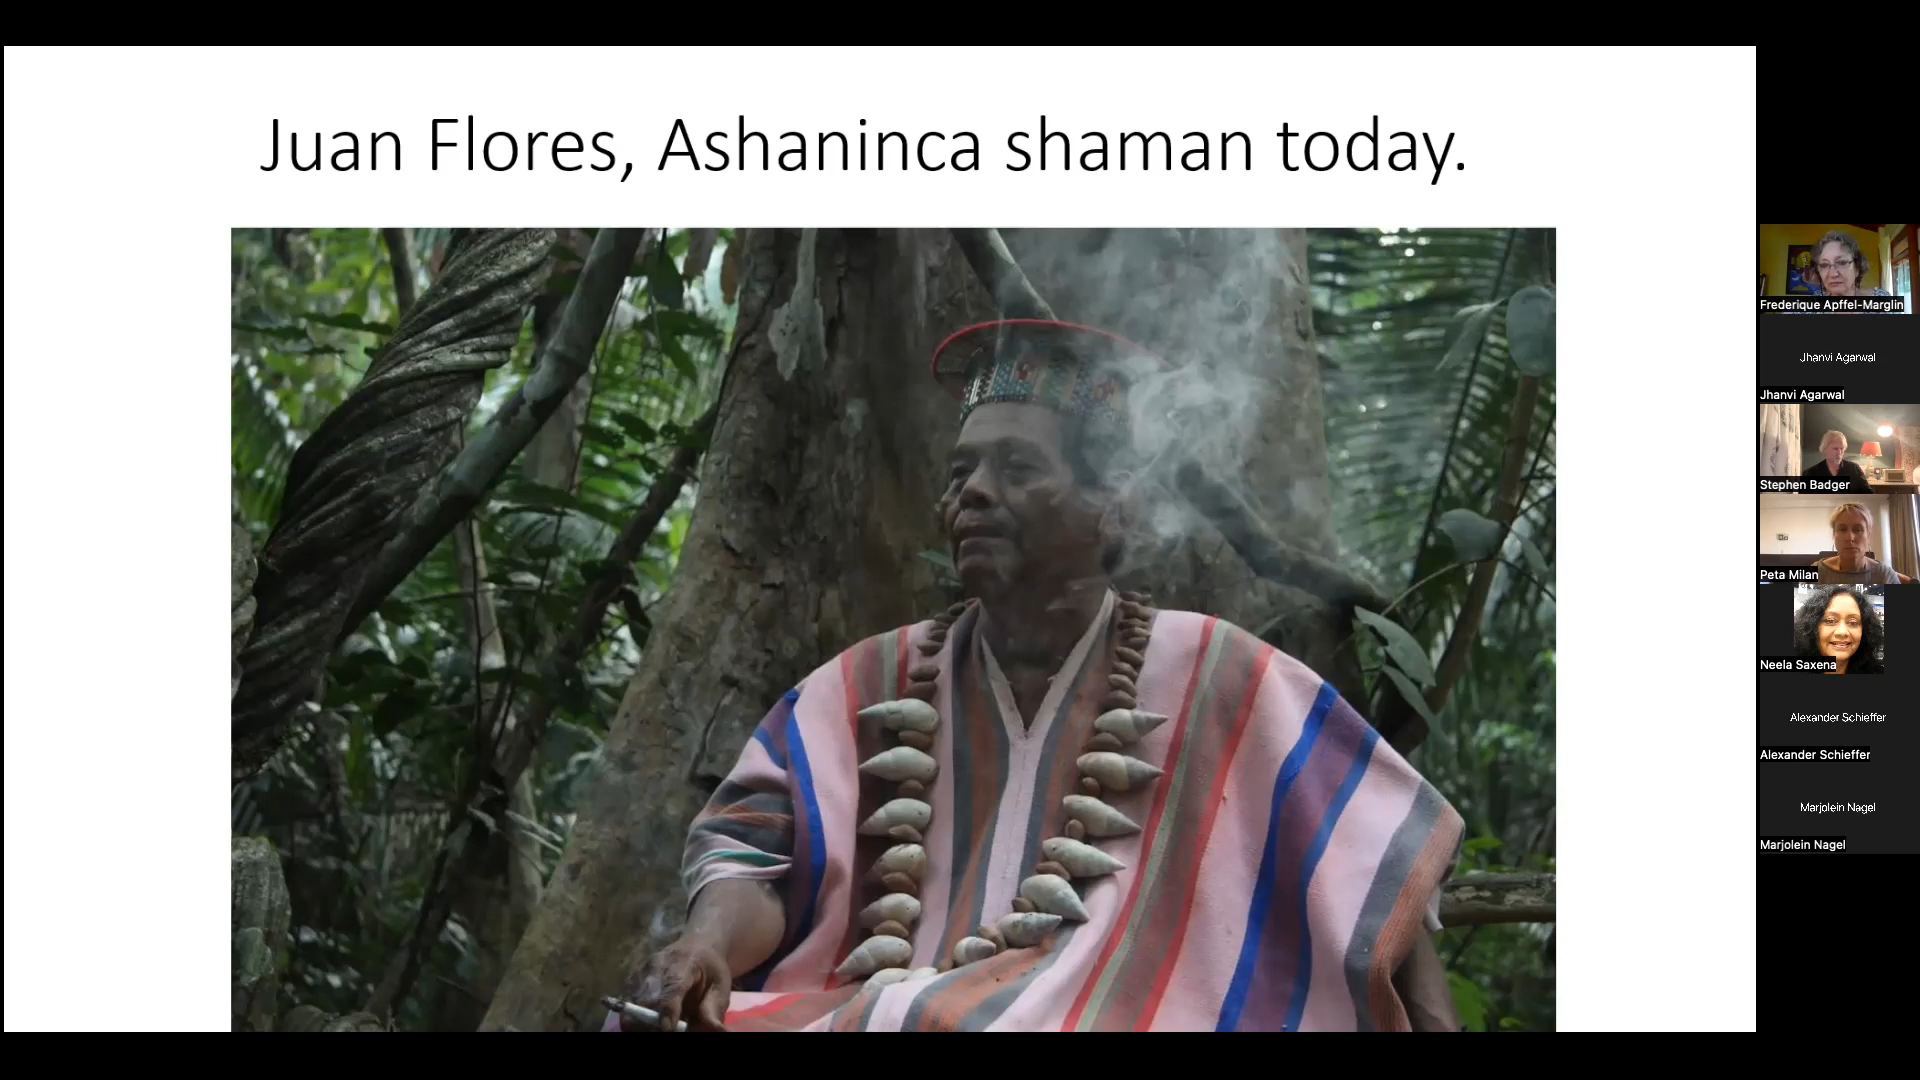 Juan Flores, Ashaninca shaman today.
Frederique Apffel-Marglin
Jhanvi Agarwal
Jhanvi Agarwal
Stephen Badger
Peta Milan
Neela Saxena
Alexander Schieffer
Alexander Schieffer
Marjolein Nagel
Marjolein Nagel